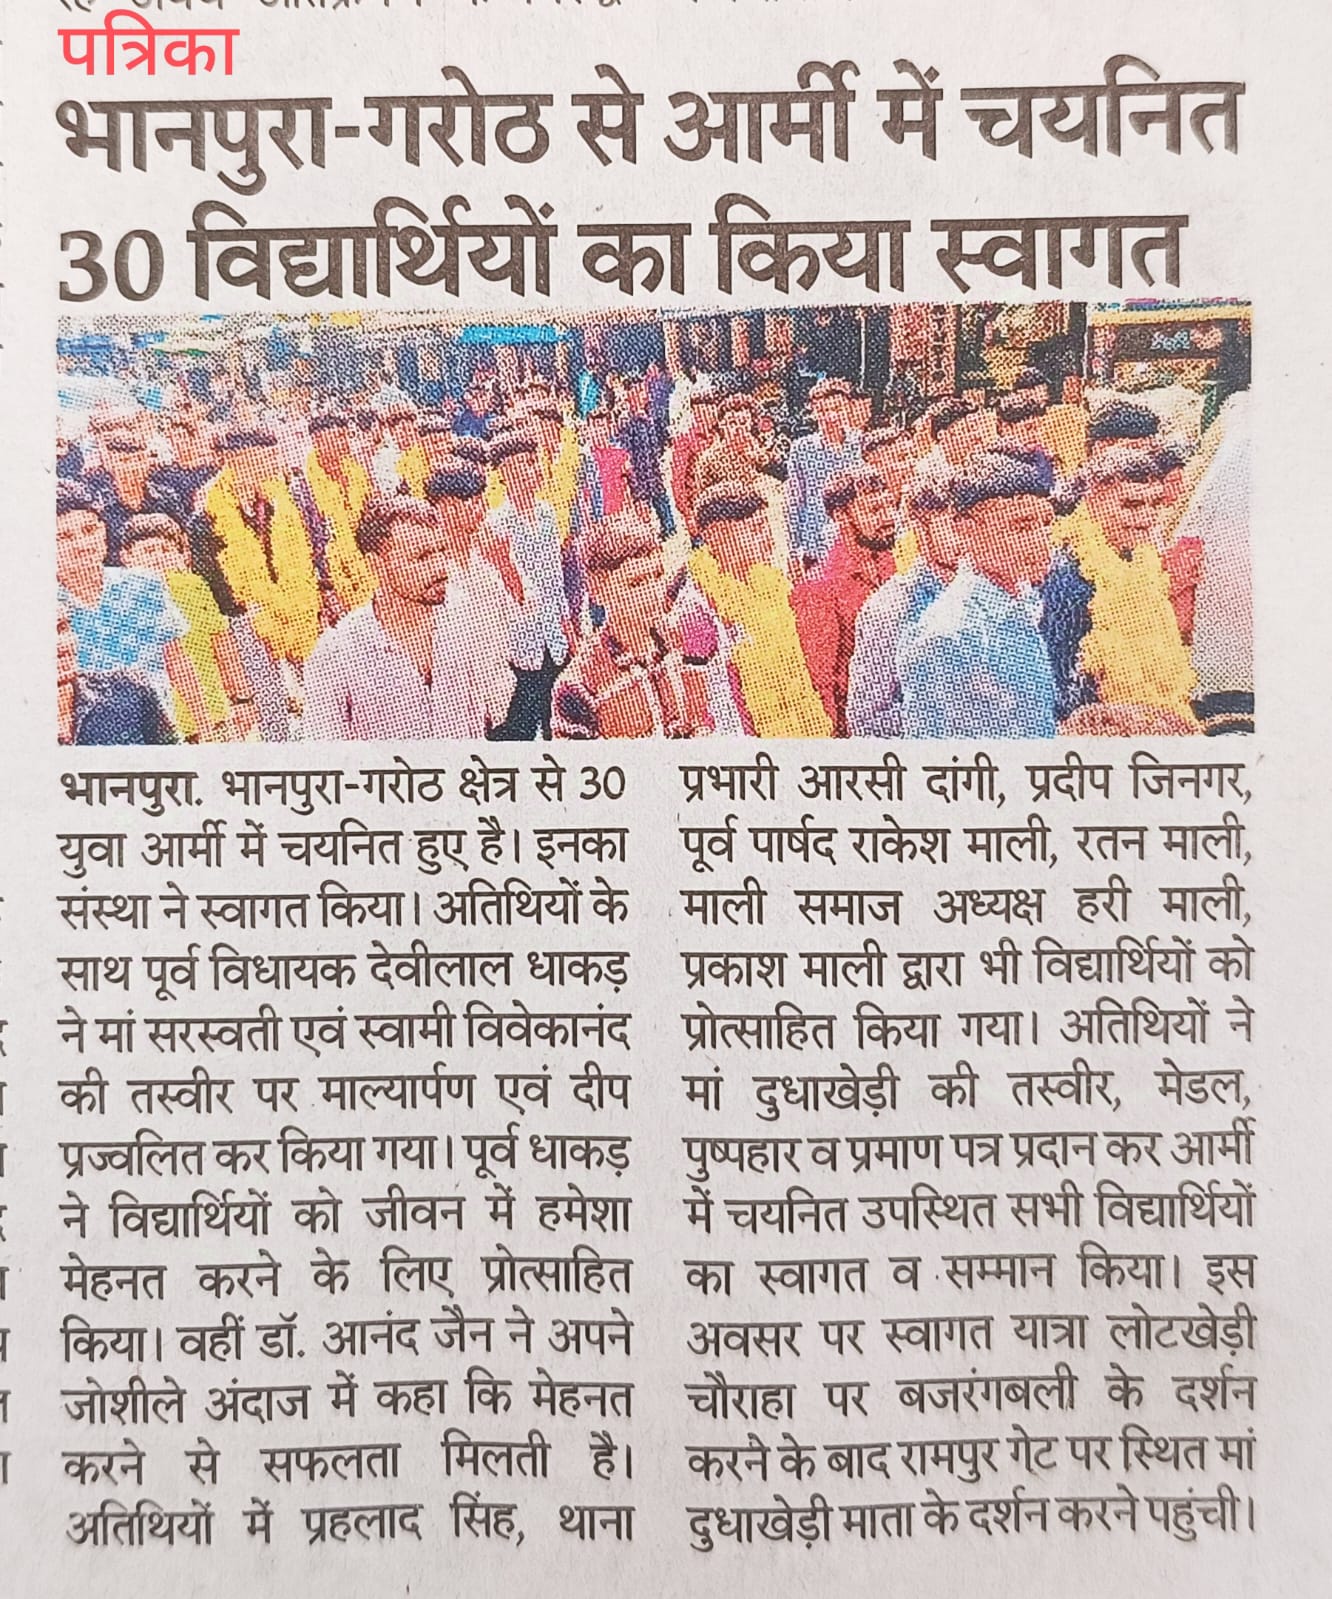 पत्रिका
भानपुरा-गरोठ से आर्मी में चयनित
30 विद्यार्थियों का किया स्वागत
भानपुरा. भानपुरा-गरोठ क्षेत्र से 30
युवा आर्मी में चयनित हुए है। इनका
संस्था ने स्वागत किया। अतिथियों के
साथ पूर्व विधायक देवीलाल धाकड़
ने मां सरस्वती एवं स्वामी विवेकानंद
की तस्वीर पर माल्यार्पण एवं दीप
प्रज्वलित कर किया गया। पूर्व धाकड़
ने विद्यार्थियों को जीवन में हमेशा
मेहनत करने के लिए प्रोत्साहित
किया। वहीं डॉ. आनंद जैन ने अपने
जोशीले अंदाज में कहा कि मेहनत
करने से सफलता मिलती है।
अतिथियों में प्रहलाद सिंह, थाना
प्रभारी आरसी दांगी, प्रदीप जिनगर,
पूर्व पार्षद राकेश माली, रतन माली,
माली समाज अध्यक्ष हरी माली,
प्रकाश माली द्वारा भी विद्यार्थियों को
प्रोत्साहित किया गया। अतिथियों ने
मां दुधाखेड़ी की तस्वीर, मेडल,
पुष्पहार व प्रमाण पत्र प्रदान कर आर्मी
में चयनित उपस्थित सभी विद्यार्थियों
का स्वागत व सम्मान किया। इस
अवसर पर स्वागत यात्रा लोटखेड़ी
चौराहा पर बजरंगबली के दर्शन
करने के बाद रामपुर गेट पर स्थित मां
दुधाखेड़ी माता के दर्शन करने पहुंची।